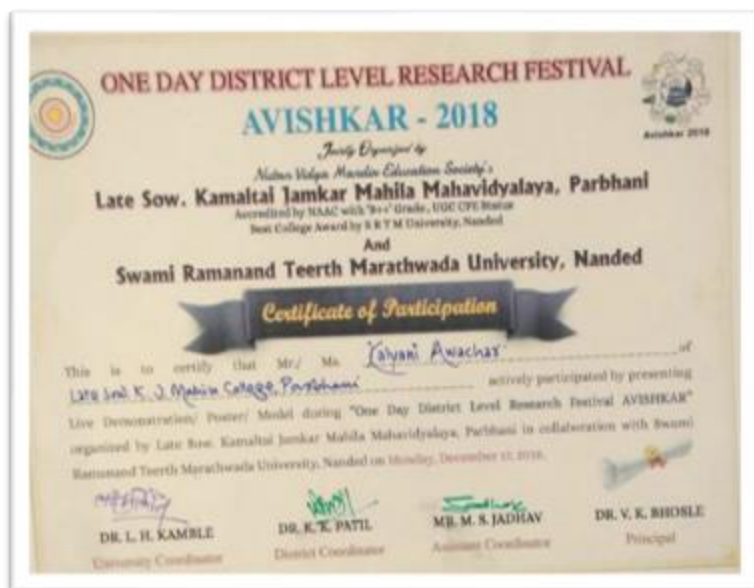 ONE DAY DISTRICT LEVEL RESEARCH FESTIVAL
AVISHKAR - 2018
Avishkar 2018
Jointly Organized by
Nutan Vidya Mandir Education Society's
Late Sow. Kamaltai Jamkar Mahila Mahavidyalaya, Parbhani
Accredited by NAAC with "B++" Grade, UGC CPE Status
Best College Award by S R T M University, Nanded
And
Swami Ramanand Teerth Marathwada University, Nanded
Certificate of Participation
This is to certify that Mr./ Ms. Kalyani Awachar of
Late K. J. Mahila College, Parbhani actively participated by presenting
Live Demonstration/ Poster/ Model during "One Day District Level Research Festival AVISHKAR"
organized by Late Sow. Kamaltai Jamkar Mahila Mahavidyalaya, Parbhani in collaboration with Swami
Ramanand Teerth Marathwada University, Nanded on Monday, December 17, 2018.
DR. L. H. KAMBLE
University Coordinator
DR. K. K. PATIL
District Coordinator
MR. M. S. JADHAV
Assistant Coordinator
DR. V. K. BHOSLE
Principal